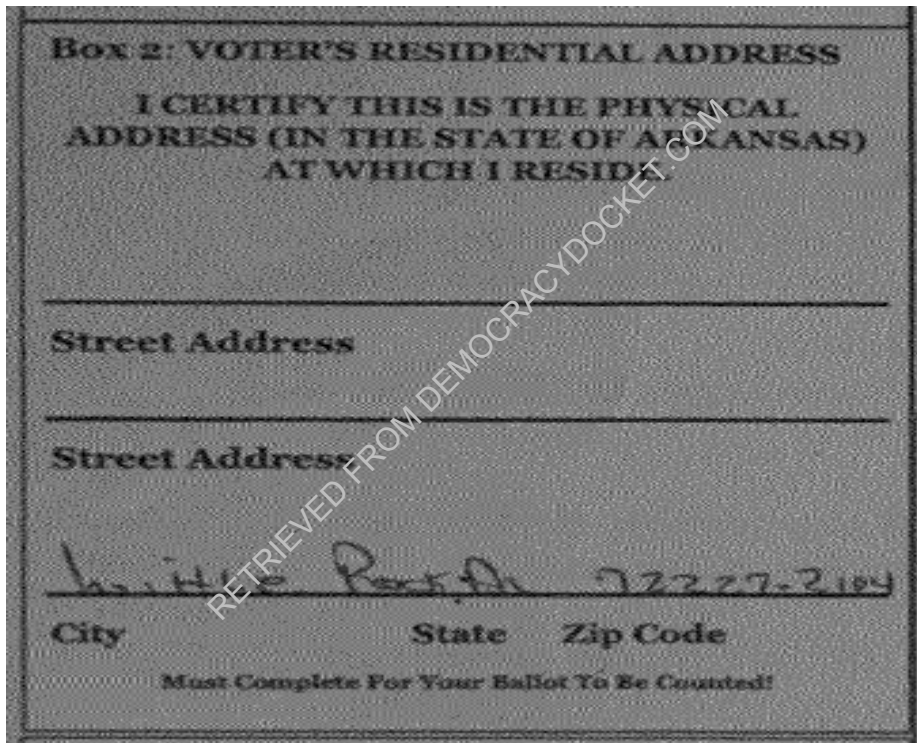 Box 2: VOTER'S RESIDENTIAL ADDRESS
I CERTIFY THIS IS THE PHYSICAL
ADDRESS (IN THE STATE OF ARKANSAS)
AT WHICH I RESIDE.
Street Address
Street Address
Little Rock, Ar 72227-2104
City State Zip Code
Must Complete For Your Ballot To Be Counted!
RETRIEVED FROM DEMOCRACYDOCKET.COM